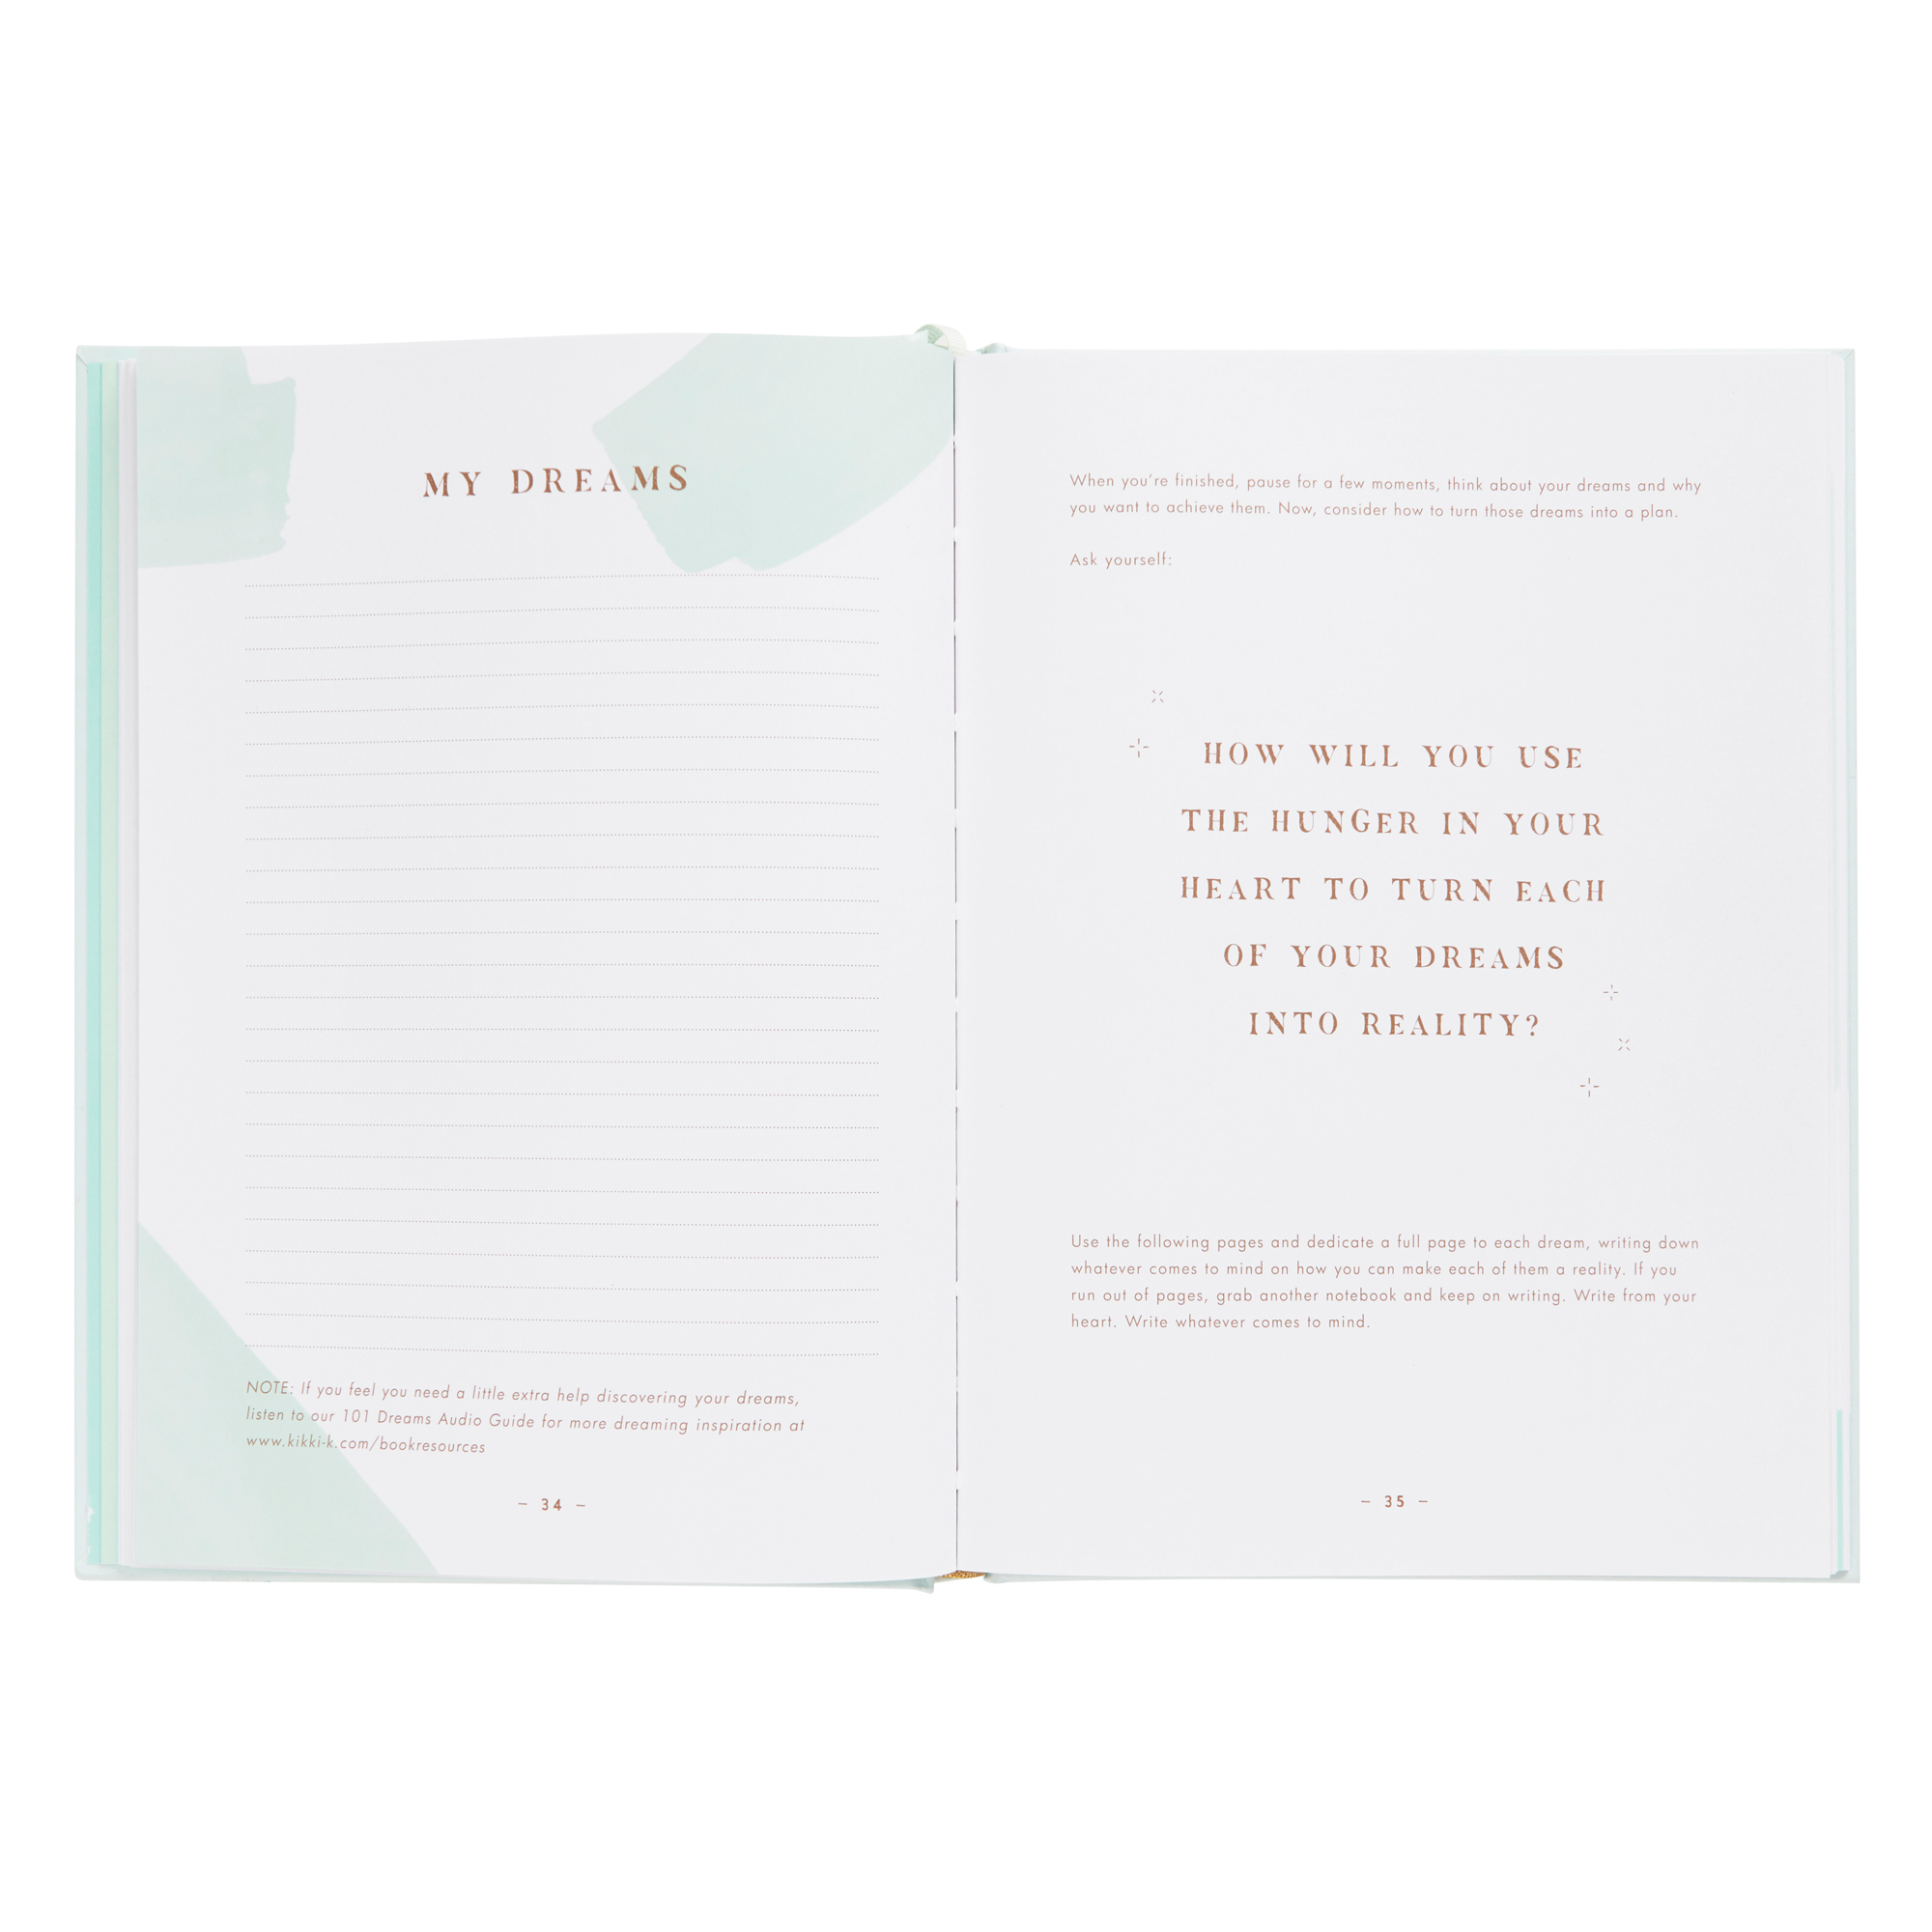 MY DREAMS
NOTE: If you feel you need a little extra help discovering your dreams,
listen to our 101 Dreams Audio Guide for more dreaming inspiration at
www.kikki-k.com/bookresources
– 34 –
When you're finished, pause for a few moments, think about your dreams and why
you want to achieve them. Now, consider how to turn those dreams into a plan.
Ask yourself:
HOW WILL YOU USE
THE HUNGER IN YOUR
HEART TO TURN EACH
OF YOUR DREAMS
INTO REALITY?
Use the following pages and dedicate a full page to each dream, writing down
whatever comes to mind on how you can make each of them a reality. If you
run out of pages, grab another notebook and keep on writing. Write from your
heart. Write whatever comes to mind.
– 35 –